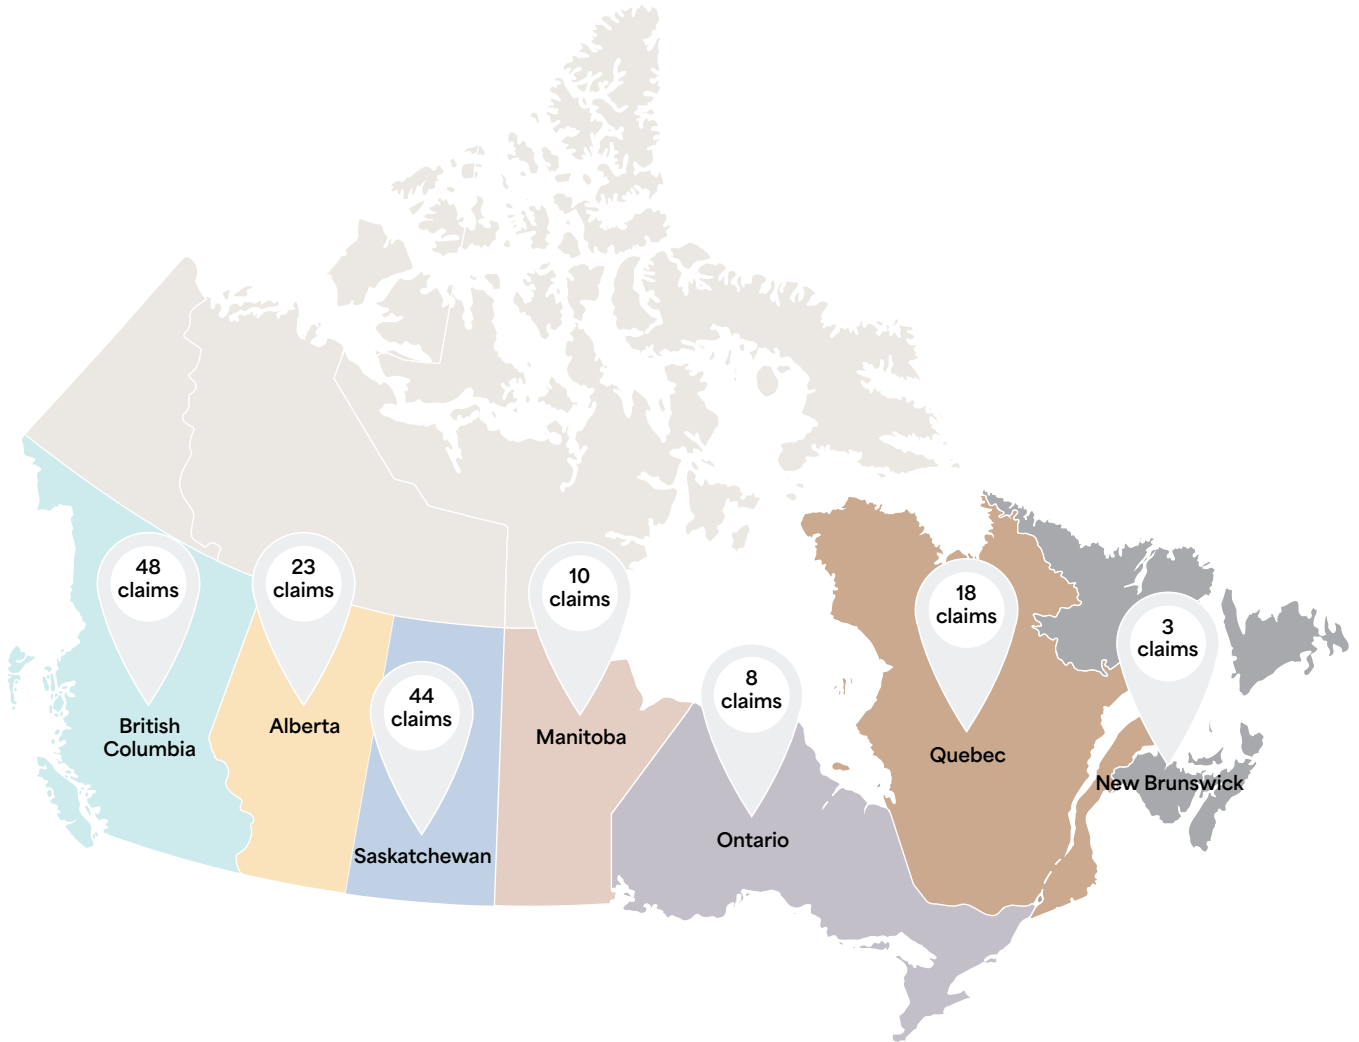 48
claims
British
Columbia
23
claims
Alberta
44
claims
Saskatchewan
10
claims
Manitoba
8
claims
Ontario
18
claims
Quebec
3
claims
New Brunswick